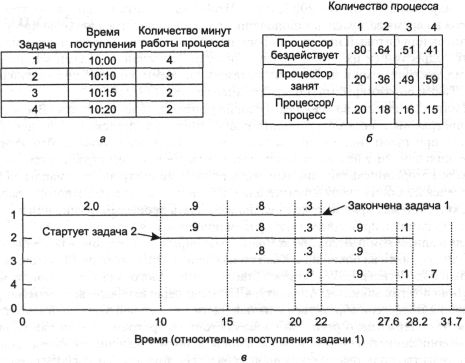 Задача
Время поступления
Количество минут работы процесса
1 10:00 4
2 10:10 3
3 10:15 2
4 10:20 2
а
Количество процесса
1 2 3 4
Процессор бездействует .80 .64 .51 .41
Процессор занят .20 .36 .49 .59
Процессор/процесс .20 .18 .16 .15
б
2.0 .9 .8 .3 Закончена задача 1
1
Стартует задача 2 .9 .8 .3 .9 .1
2
.8 .3 .9
3
.3 .9 .1 .7
4
0
0 10 15 20 22 27.6 28.2 31.7
Время (относительно поступления задачи 1)
в